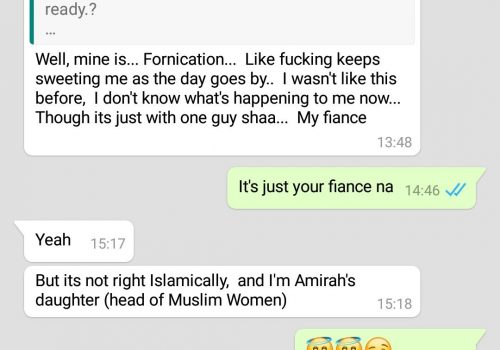 ready.?
...
Well, mine is... Fornication... Like fucking keeps
sweeting me as the day goes by.. I wasn't like this
before, I don't know what's happening to me now...
Though its just with one guy shaa... My fiance
13:48
It's just your fiance na 14:46
Yeah 15:17
But its not right Islamically, and I'm Amirah's
daughter (head of Muslim Women)
15:18